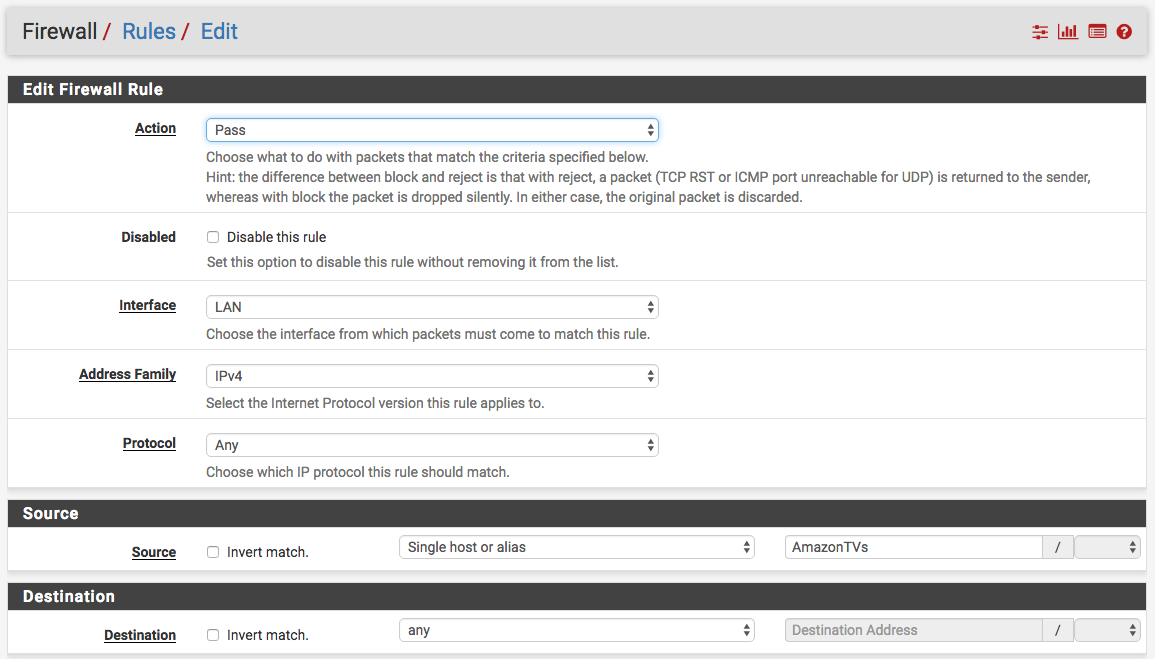 Firewall / Rules / Edit
Edit Firewall Rule
Action
Pass
Choose what to do with packets that match the criteria specified below.
Hint: the difference between block and reject is that with reject, a packet (TCP RST or ICMP port unreachable for UDP) is returned to the sender,
whereas with block the packet is dropped silently. In either case, the original packet is discarded.
Disabled
Disable this rule
Set this option to disable this rule without removing it from the list.
Interface
LAN
Choose the interface from which packets must come to match this rule.
Address Family
IPv4
Select the Internet Protocol version this rule applies to.
Protocol
Any
Choose which IP protocol this rule should match.
Source
Source Invert match. Single host or alias AmazonTVs /
Destination
Destination Invert match. any Destination Address /